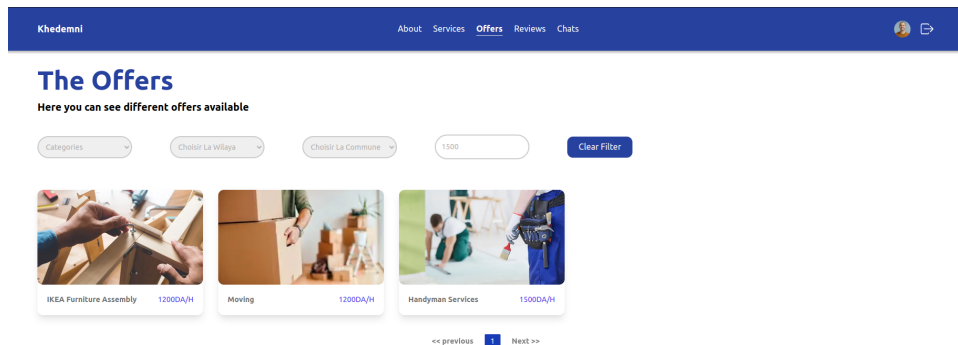 Khedemni About Services Offers Reviews Chats
The Offers
Here you can see different offers available
Categories Choisir La Wilaya Choisir La Commune 1500 Clear Filter
IKEA Furniture Assembly 1200DA/H Moving 1200DA/H Handyman Services 1500DA/H
<< previous 1 Next >>